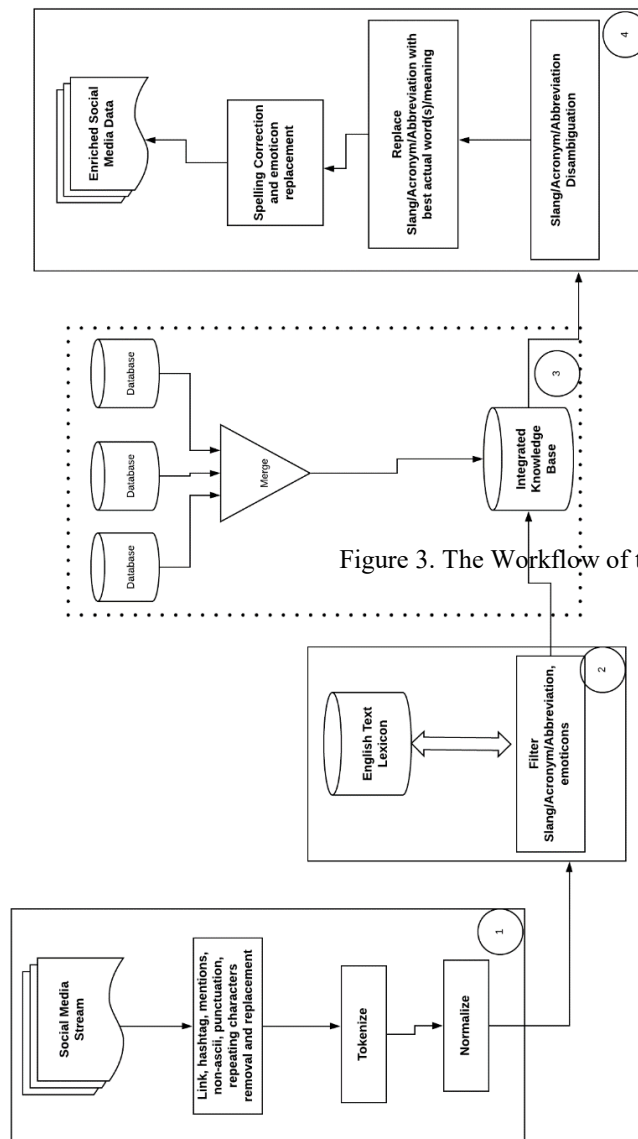 Social Media
Stream
Link, hashtag, mentions,
non-ascii, punctuation,
repeating characters
removal and replacement
Tokenize
Normalize
1
English Text
Lexicon
Filter
Slang/Acronym/Abbreviation,
emoticons
2
Database
Database
Database
Merge
Integrated
Knowledge
Base
3
Slang/Acronym/Abbreviation
Disambiguation
Replace
Slang/Acronym/Abbreviation with
best actual word(s)/meaning
Spelling Correction
and emoticon
replacement
Enriched Social
Media Data
4
Figure 3. The Workflow of